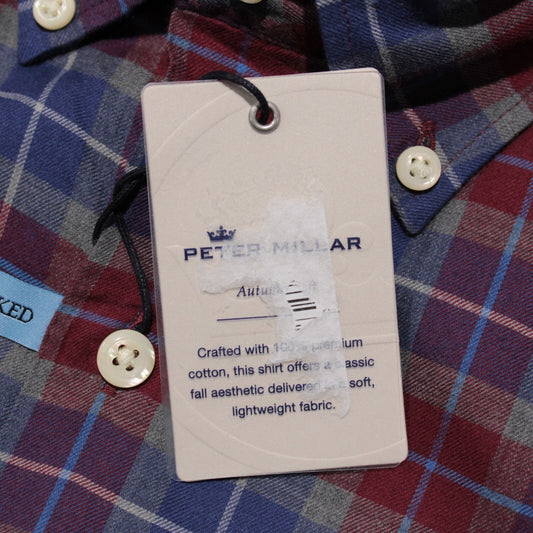 PETER MILLAR
Crafted with 100% premium
cotton, this shirt offers a classic
fall aesthetic delivered in a soft,
lightweight fabric.
KED